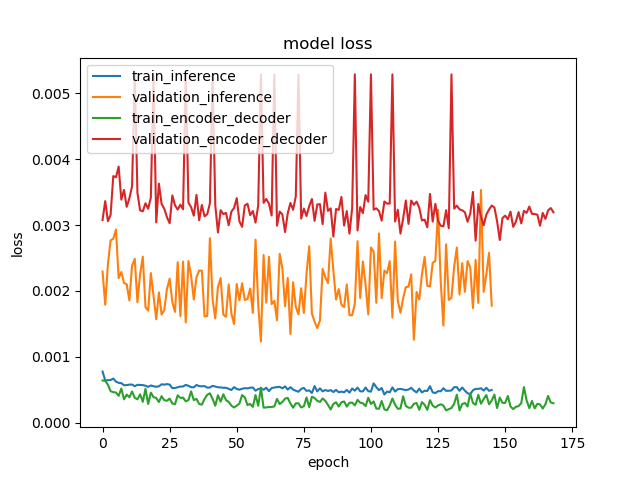 model loss
train_inference
validation_inference
train_encoder_decoder
validation_encoder_decoder
0.005
0.004
0.003
0.002
0.001
0.000
loss
0 25 50 75 100 125 150 175
epoch